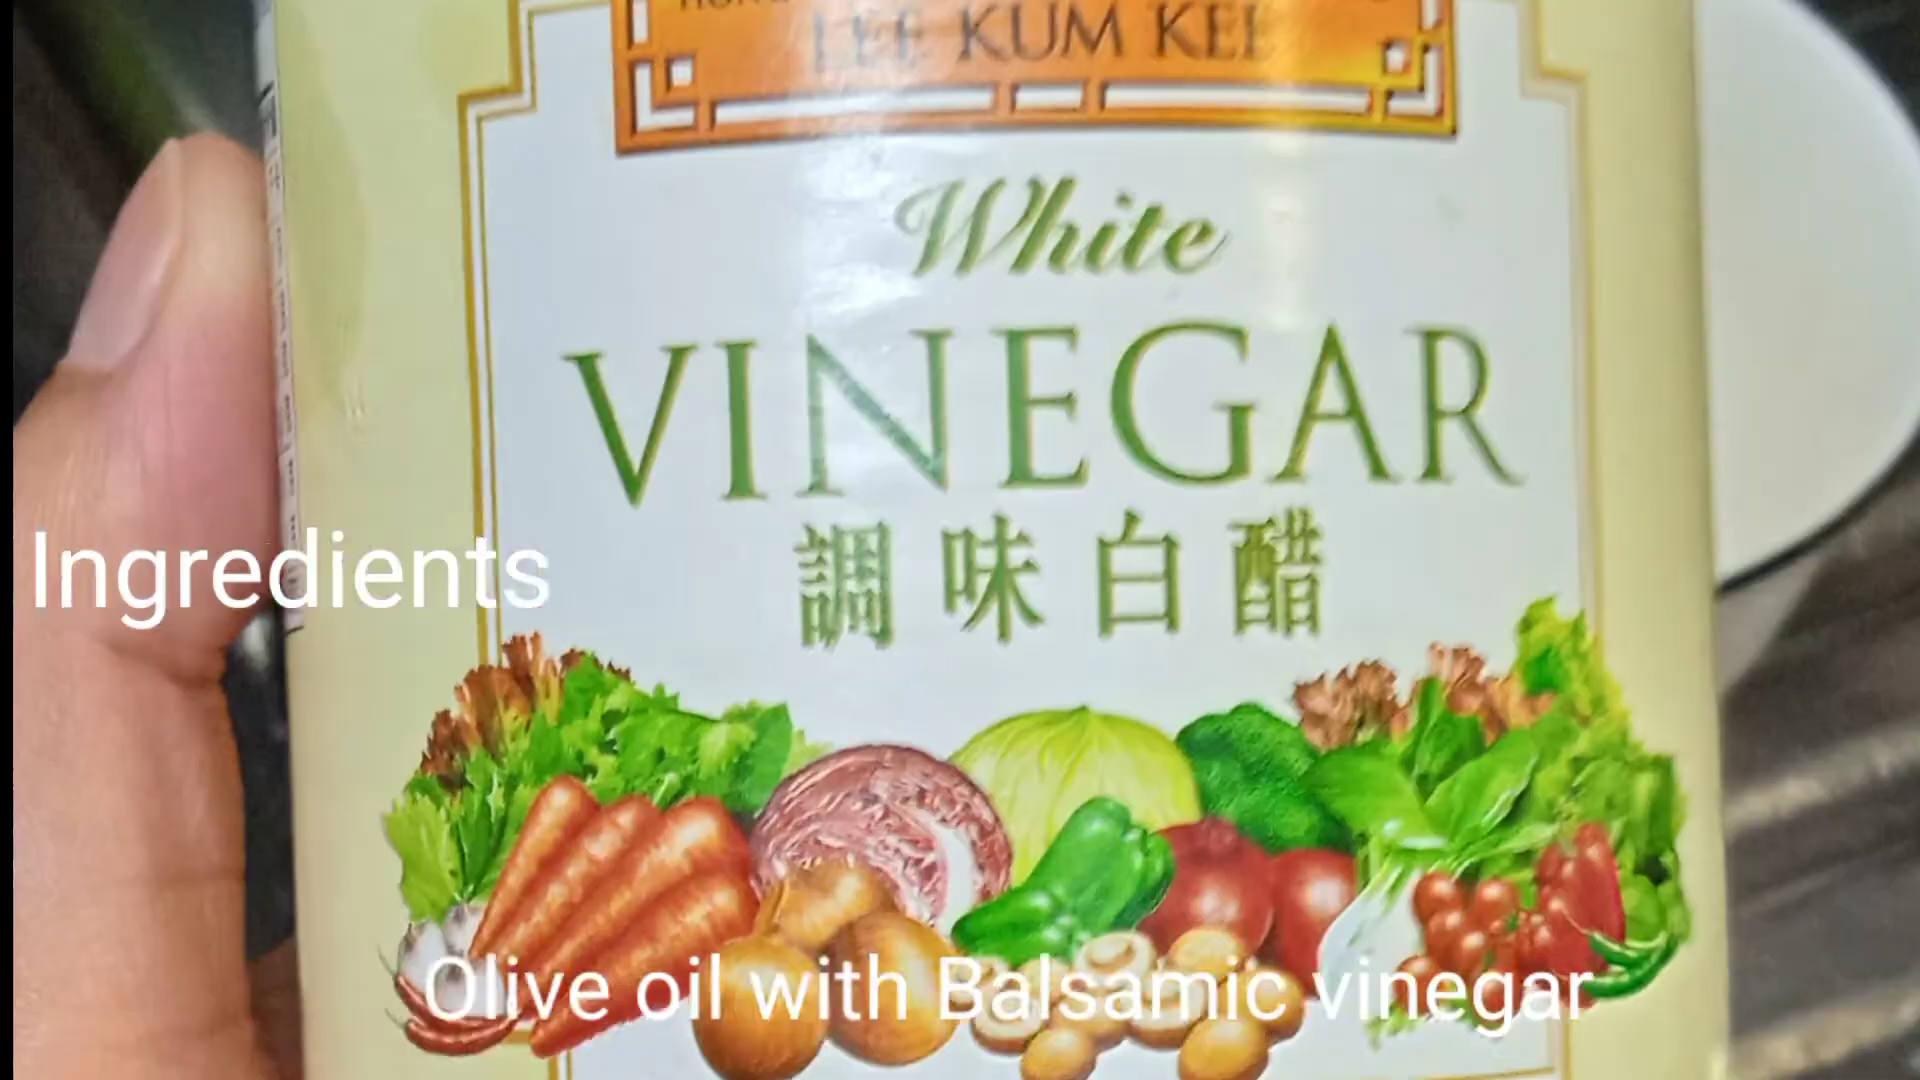 LEE KUM KEE
White
VINEGAR
調味白醋
Ingredients
Olive oil with Balsamic vinegar